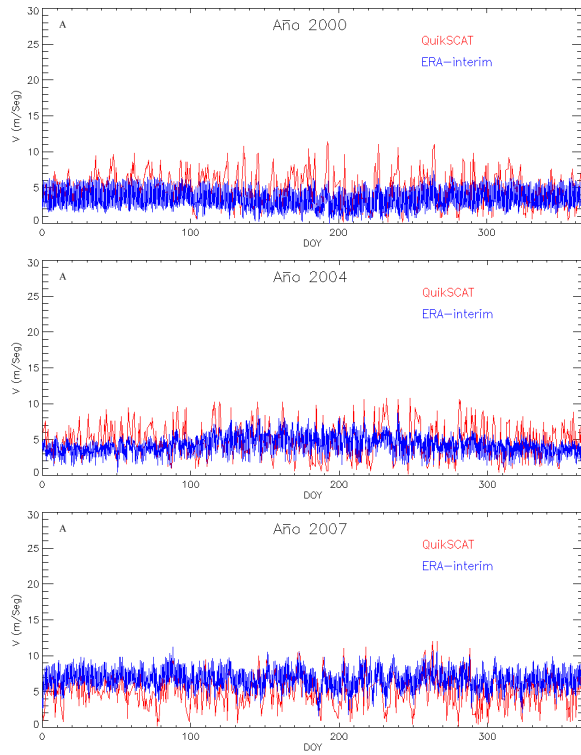 30
A
Año 2000
QuikSCAT
25
ERA-interim
20
V (m/Seg)
15
10
5
0
0 100 200 300
DOY
30
A
Año 2004
QuikSCAT
25
ERA-interim
20
V (m/Seg)
15
10
5
0
0 100 200 300
DOY
30
A
Año 2007
QuikSCAT
25
ERA-interim
20
V (m/Seg)
15
10
5
0
0 100 200 300
DOY